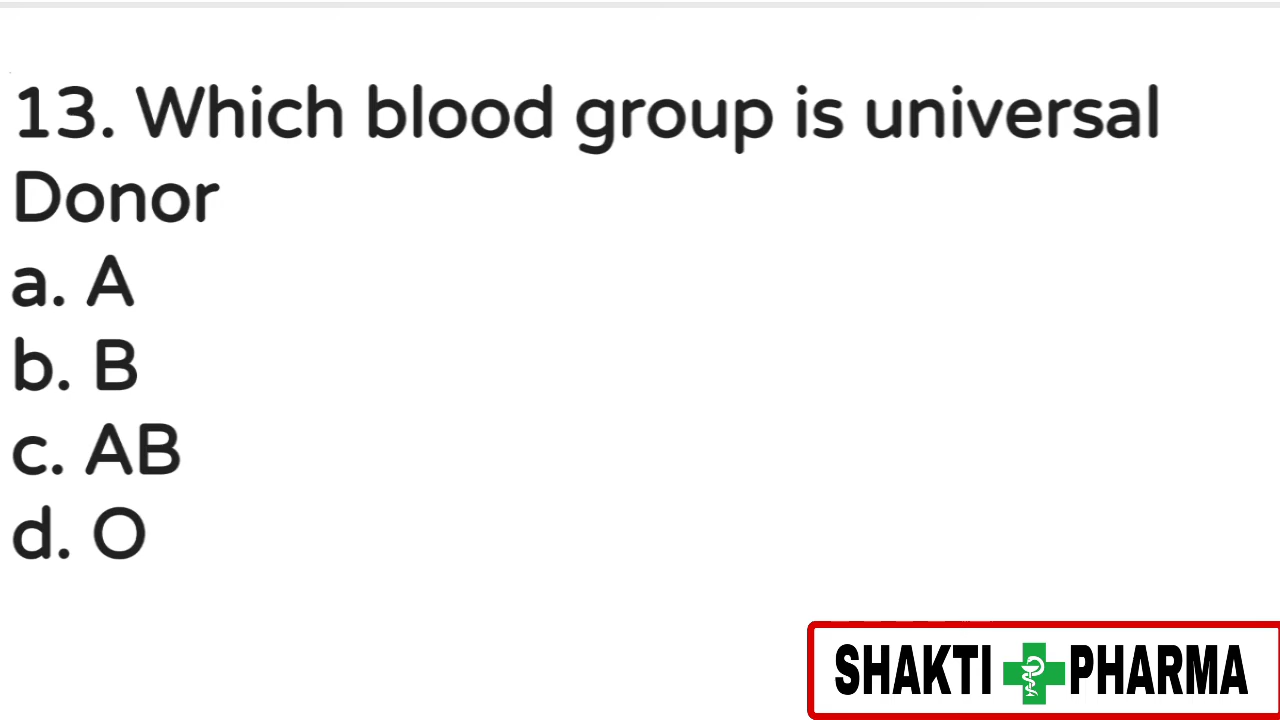 13. Which blood group is universal
Donor
a. A
b. B
c. AB
d. O
SHAKTI PHARMA